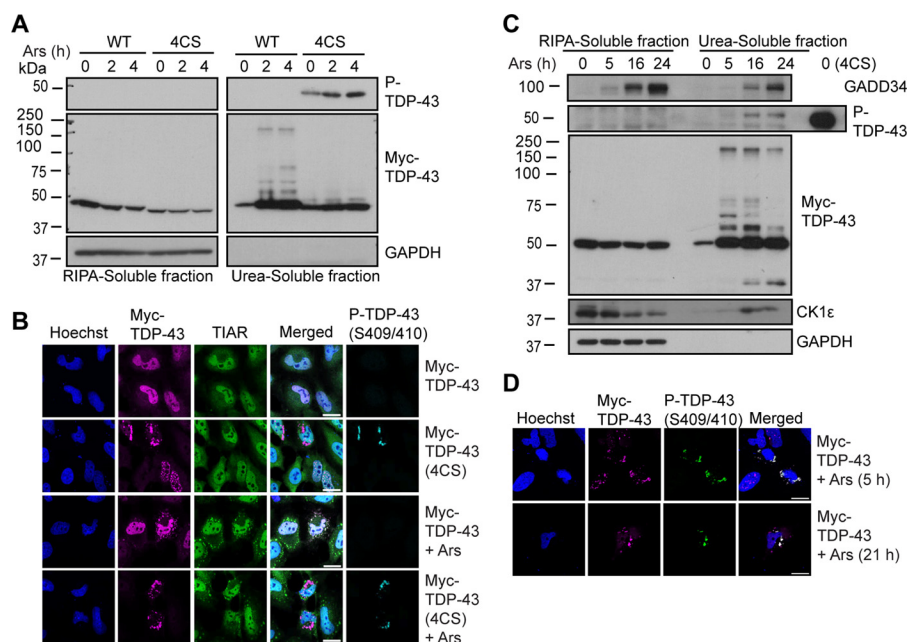 A
WT 4CS WT 4CS
Ars (h) 0 2 4 0 2 4 0 2 4 0 2 4
kDa
50
P-
TDP-43
250
150
100
75
50
37
Myc-
TDP-43
37
GAPDH
RIPA-Soluble fraction Urea-Soluble fraction
B
Hoechst Myc-
TDP-43 TIAR Merged P-TDP-43
(S409/410)
Myc-
TDP-43
Myc-
TDP-43
(4CS)
Myc-
TDP-43
+ Ars
Myc-
TDP-43
(4CS)
+ Ars
C
RIPA-Soluble fraction Urea-Soluble fraction
Ars (h) 0 5 16 24 0 5 16 24 0 (4CS)
100
GADD34
50
P-
TDP-43
250
150
100
75
50
37
Myc-
TDP-43
37
CK1ε
37
GAPDH
D
Hoechst Myc-
TDP-43 P-TDP-43
(S409/410) Merged
Myc-
TDP-43
+ Ars (5 h)
Myc-
TDP-43
+ Ars (21 h)